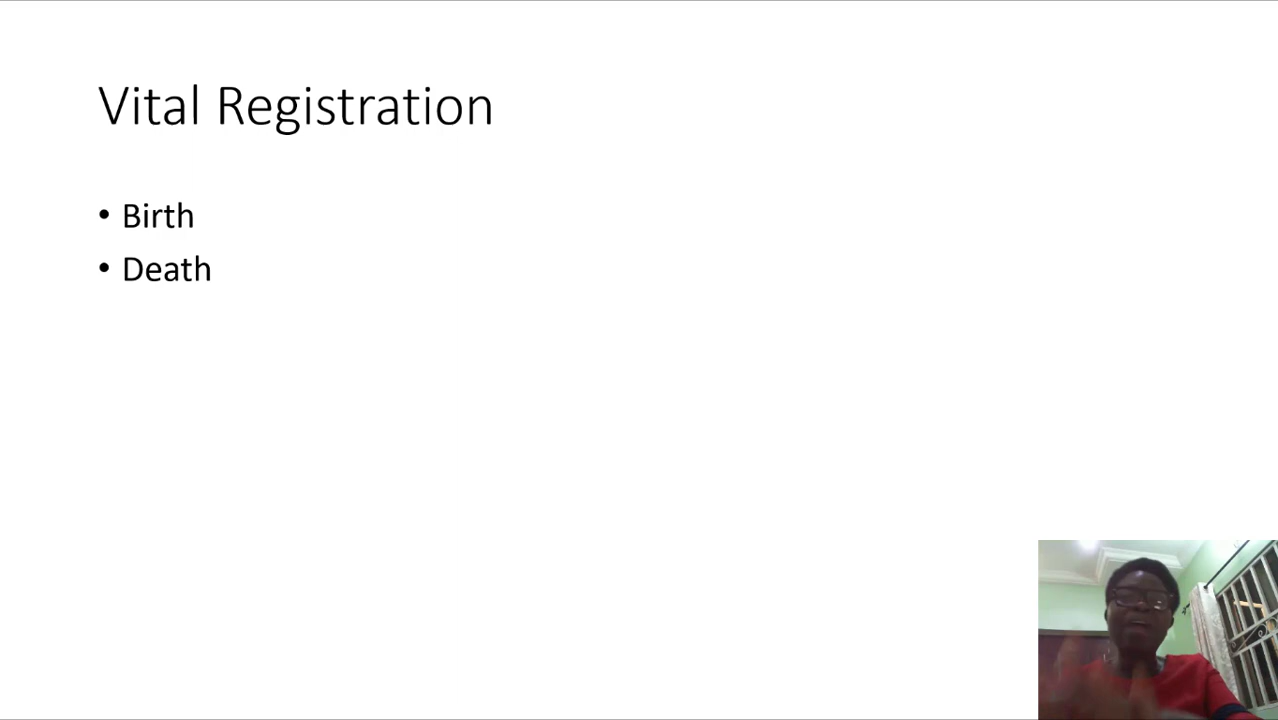 Vital Registration
• Birth
• Death